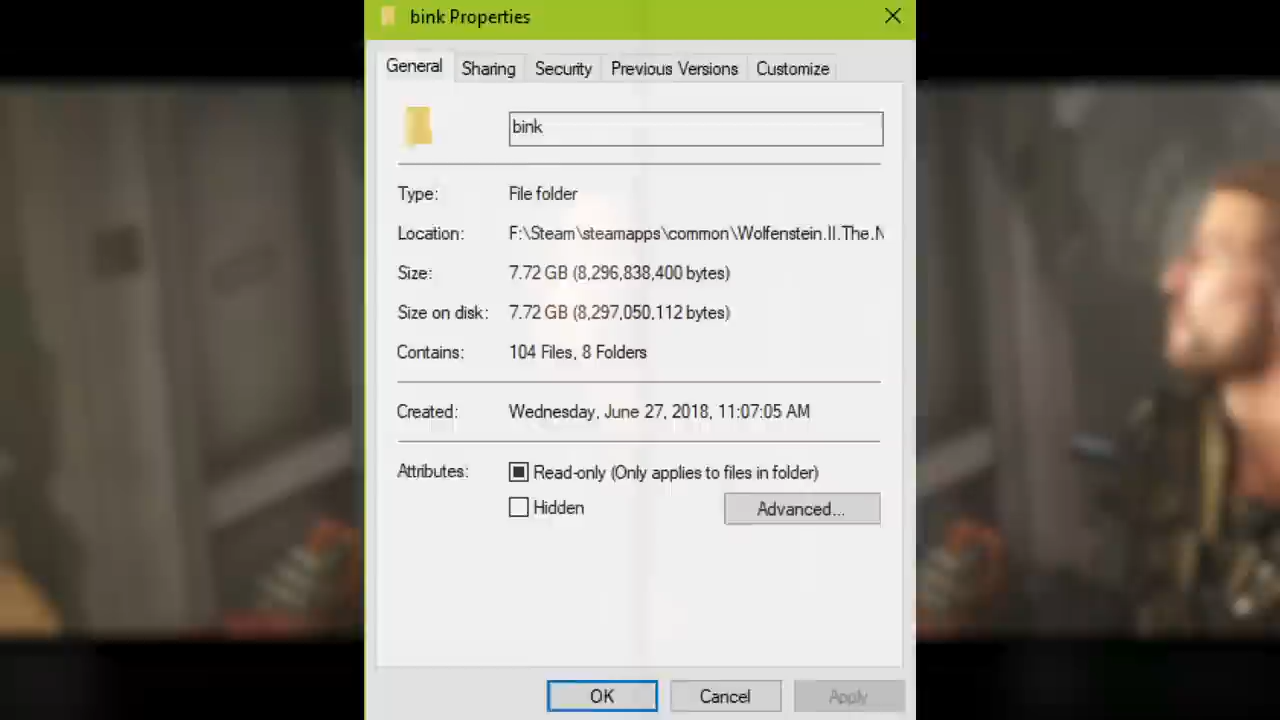 bink Properties
General Sharing Security Previous Versions Customize
bink
Type: File folder
Location: F:\Steam\steamapps\common\Wolfenstein.II.The.N
Size: 7.72 GB (8,296,838,400 bytes)
Size on disk: 7.72 GB (8,297,050,112 bytes)
Contains: 104 Files, 8 Folders
Created: Wednesday, June 27, 2018, 11:07:05 AM
Attributes: Read-only (Only applies to files in folder)
Hidden Advanced...
OK Cancel Apply